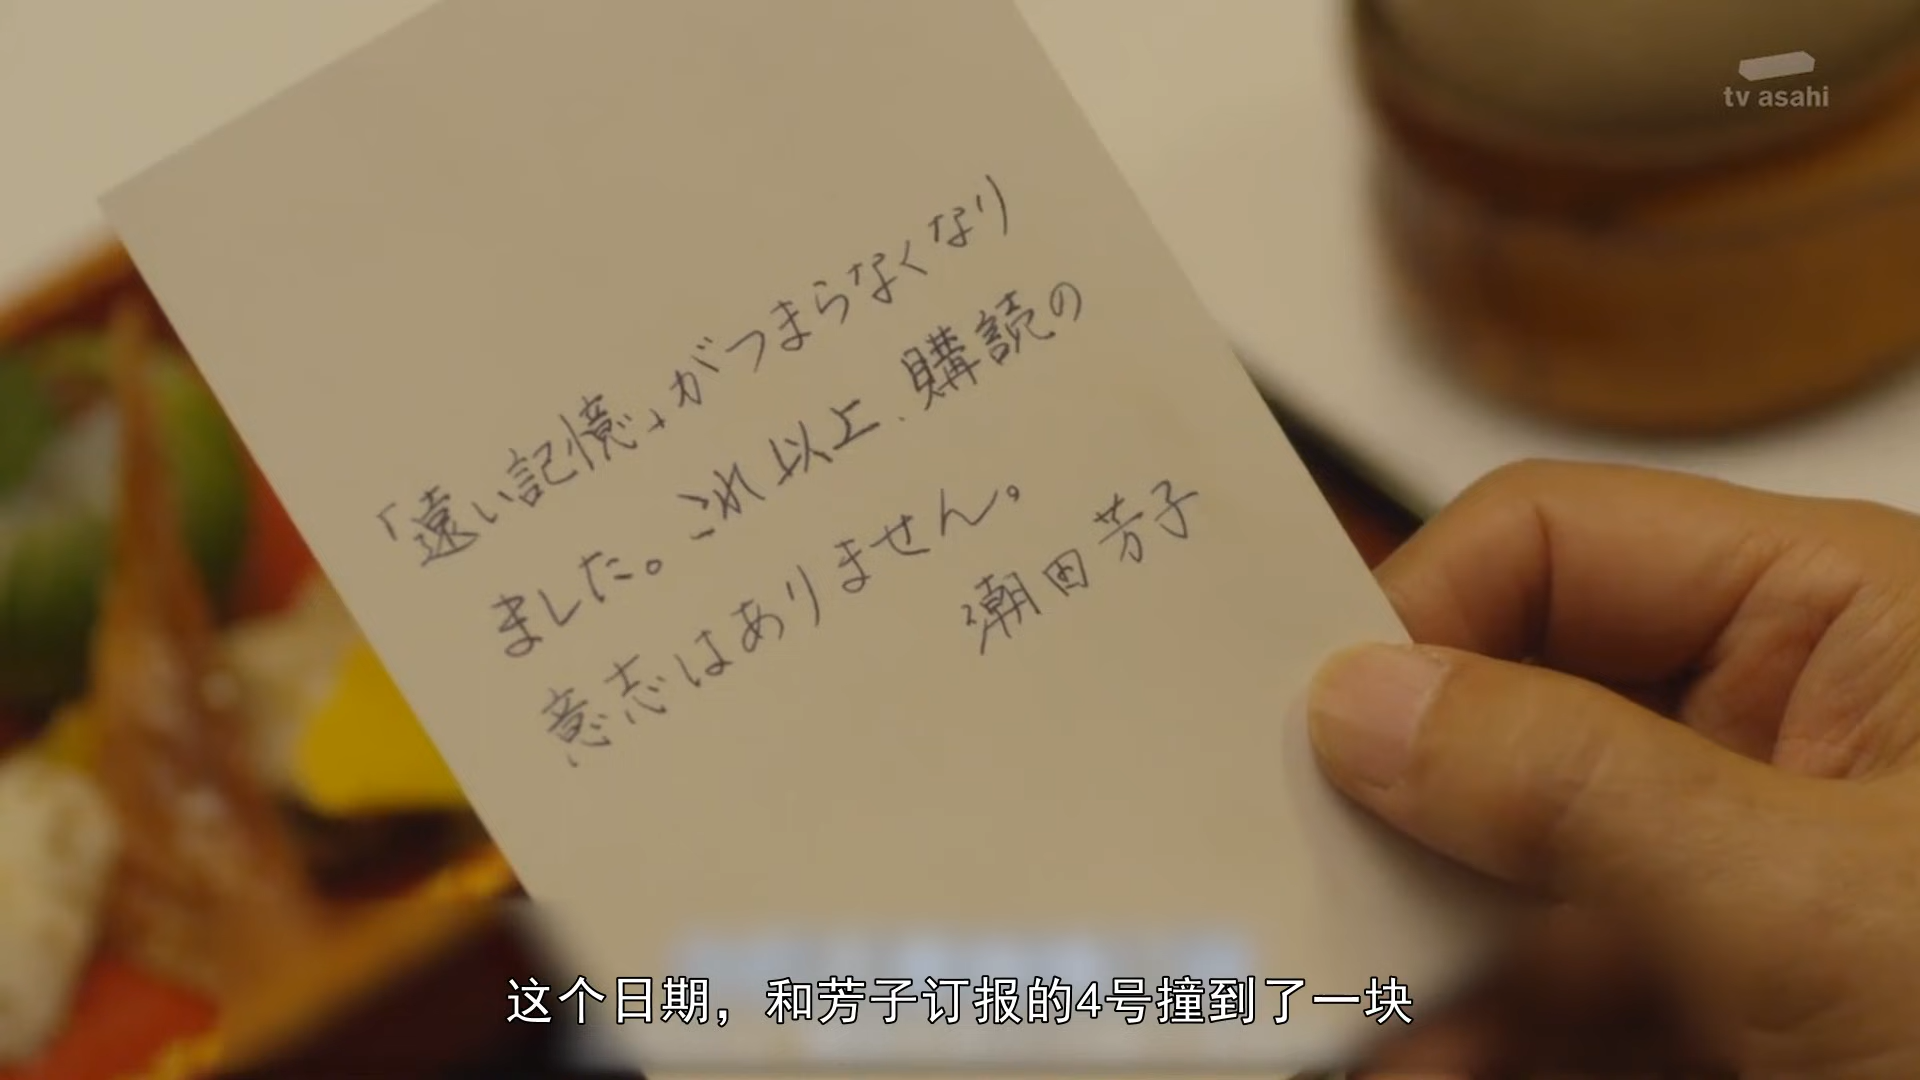 tv asahi
「遠い記憶」がつまらなくなり
ました。これ以上、購読の
意志はありません。
潮田芳子
这个日期，和芳子订报的4号撞到了一块